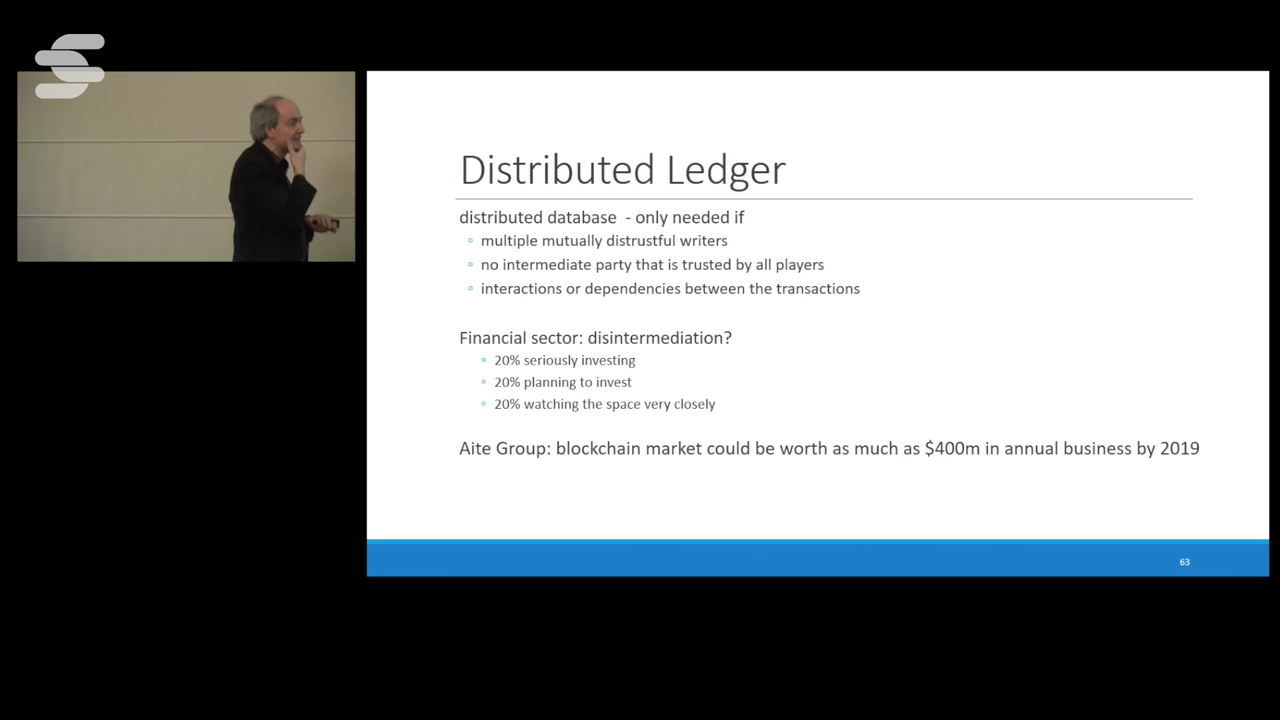 Distributed Ledger
distributed database - only needed if
multiple mutually distrustful writers
no intermediate party that is trusted by all players
interactions or dependencies between the transactions
Financial sector: disintermediation?
20% seriously investing
20% planning to invest
20% watching the space very closely
Aite Group: blockchain market could be worth as much as $400m in annual business by 2019
63